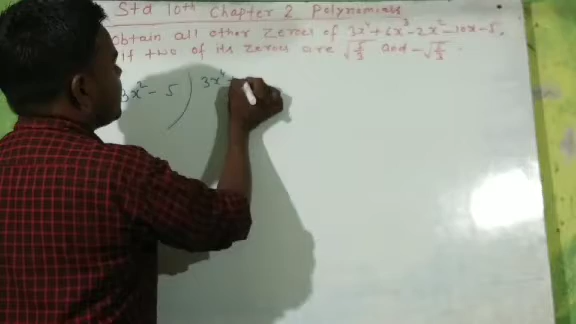 Std 10th Chapter 2 Polynomials
Obtain all other zeroes of 3x⁴+6x³-2x²-10x-5,
if two of its zeroes are √5/3 and -√5/3.
3x²-5 ) 3x⁴+